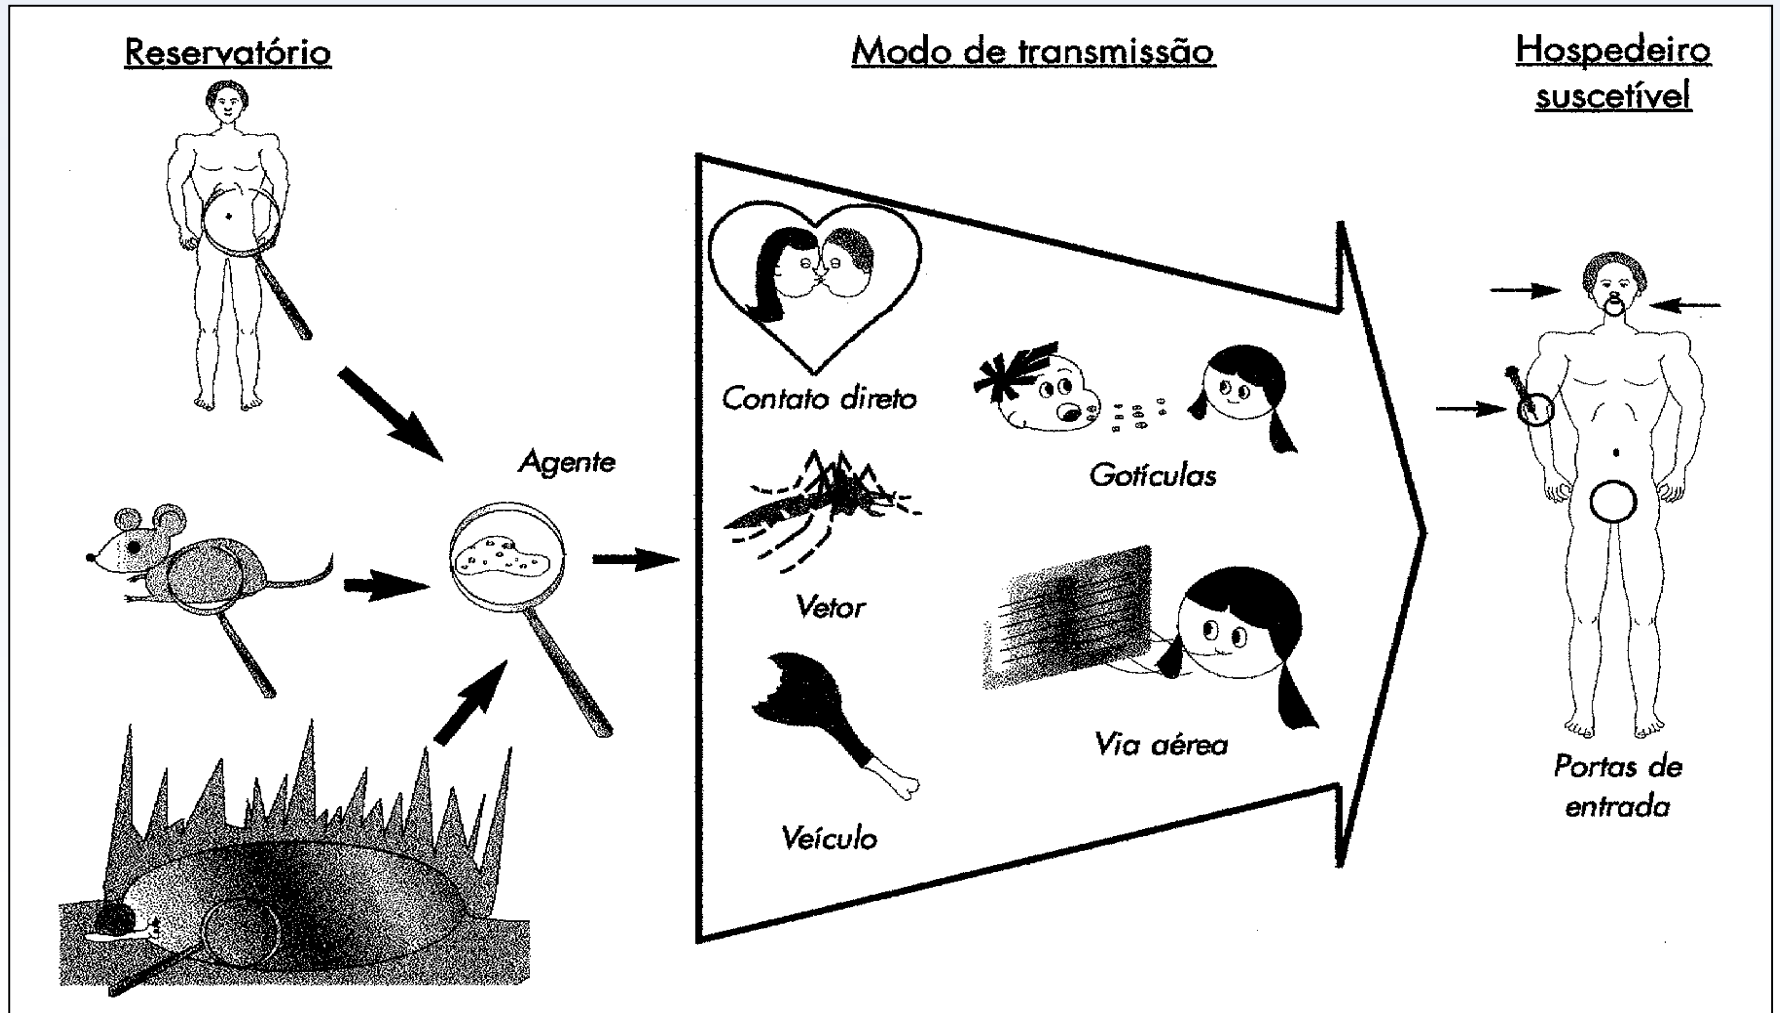 Reservatório
Modo de transmissão
Hospedeiro
suscetível
Agente
Contato direto
Gotículas
Vetor
Via aérea
Veículo
Portas de
entrada